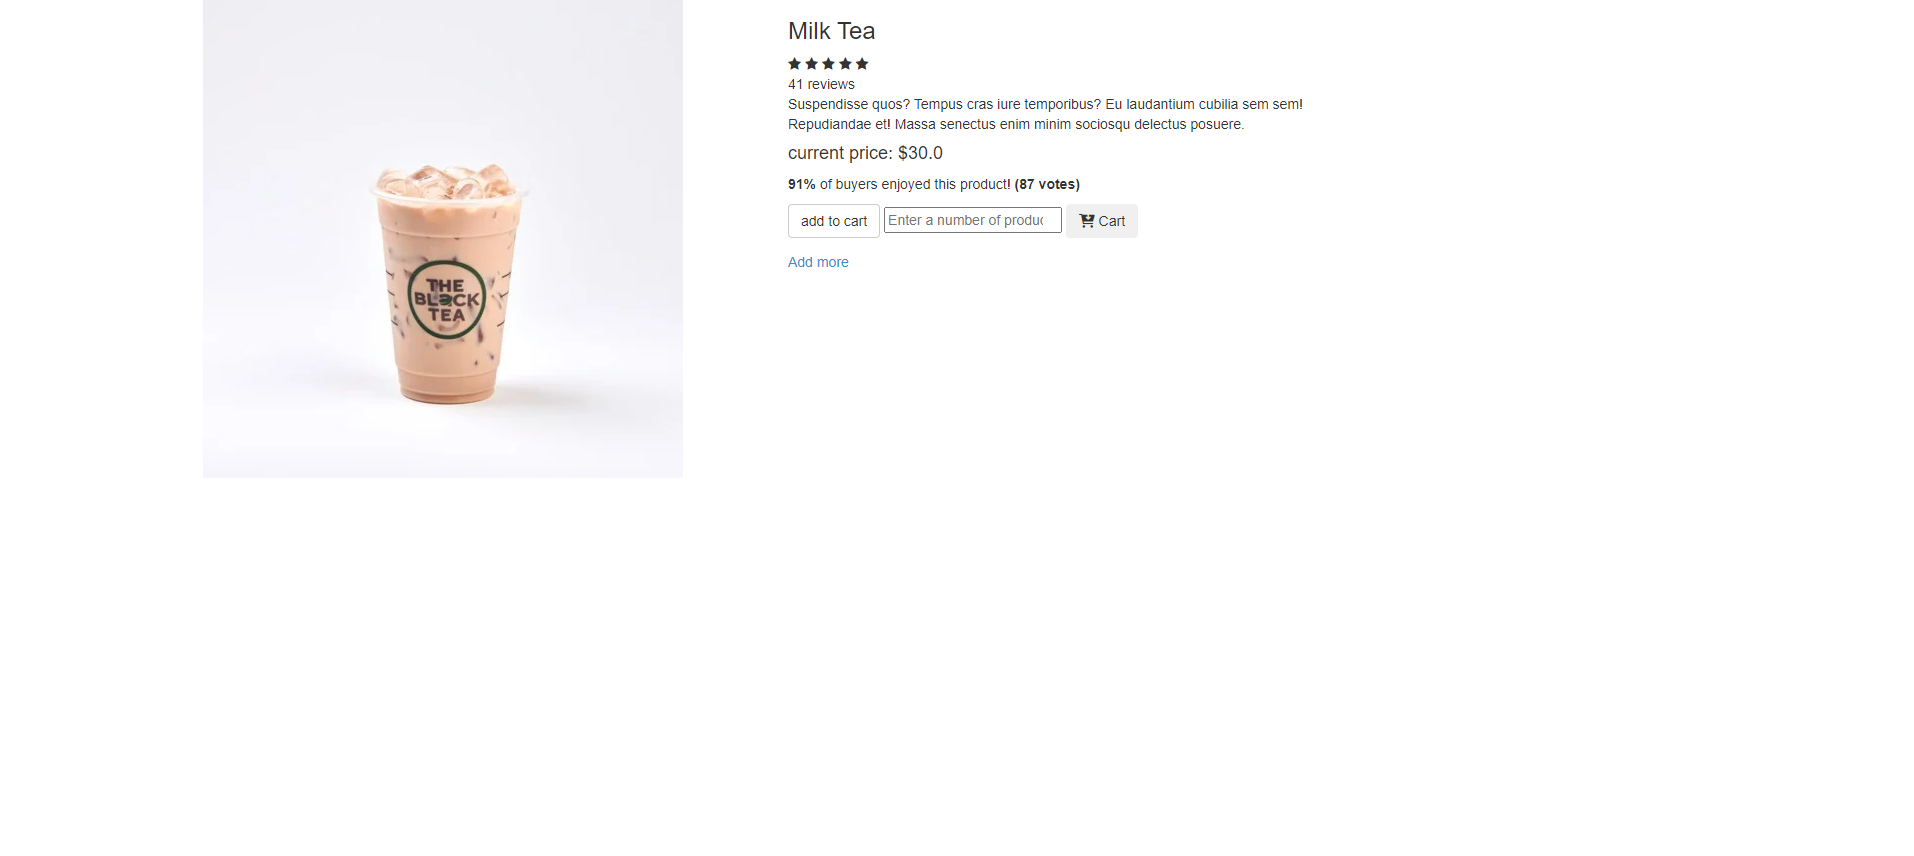 Milk Tea
41 reviews
Suspendisse quos? Tempus cras iure temporibus? Eu laudantium cubilia sem sem!
Repudiandae et! Massa senectus enim minim sociosqu delectus posuere.
current price: $30.0
91% of buyers enjoyed this product! (87 votes)
add to cart Enter a number of produc Cart
Add more
THE
BLACK
TEA